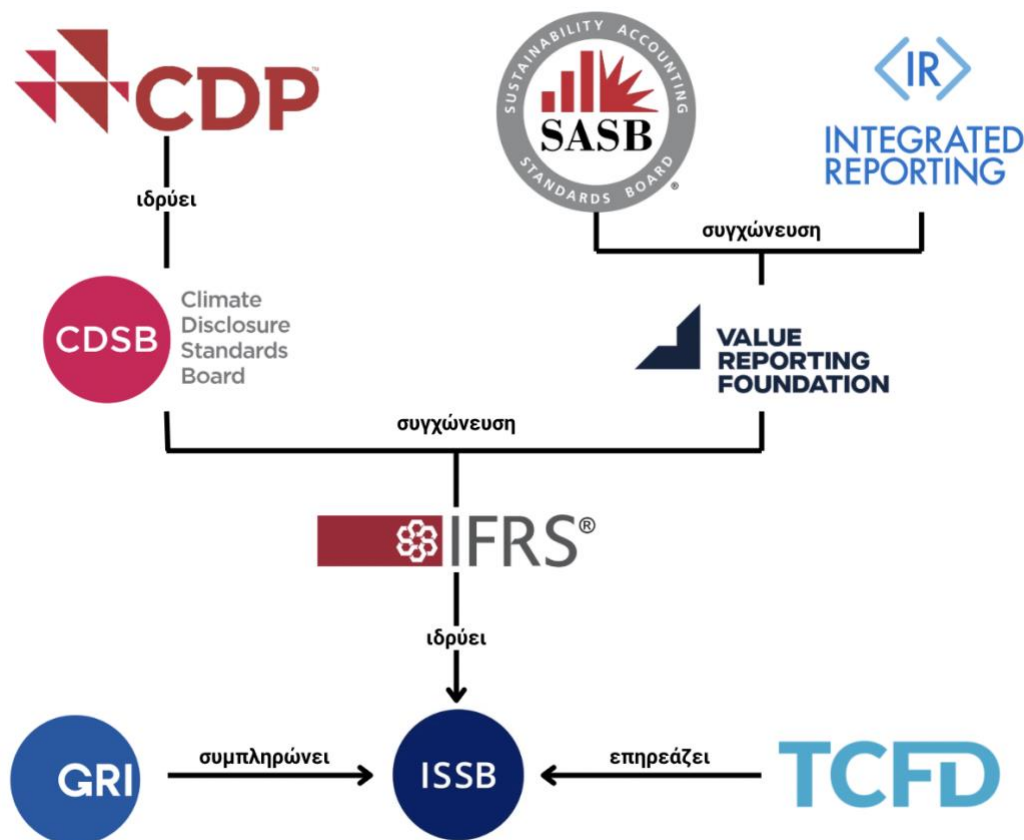 CDP™
SUSTAINABILITY ACCOUNTING
SASB
STANDARDS BOARD
®
<IR>
INTEGRATED
REPORTING
ιδρύει
συγχώνευση
CDSB
Climate
Disclosure
Standards
Board
VALUE
REPORTING
FOUNDATION
συγχώνευση
IFRS®
ιδρύει
GRI
συμπληρώνει
ISSB
επηρεάζει
TCFD